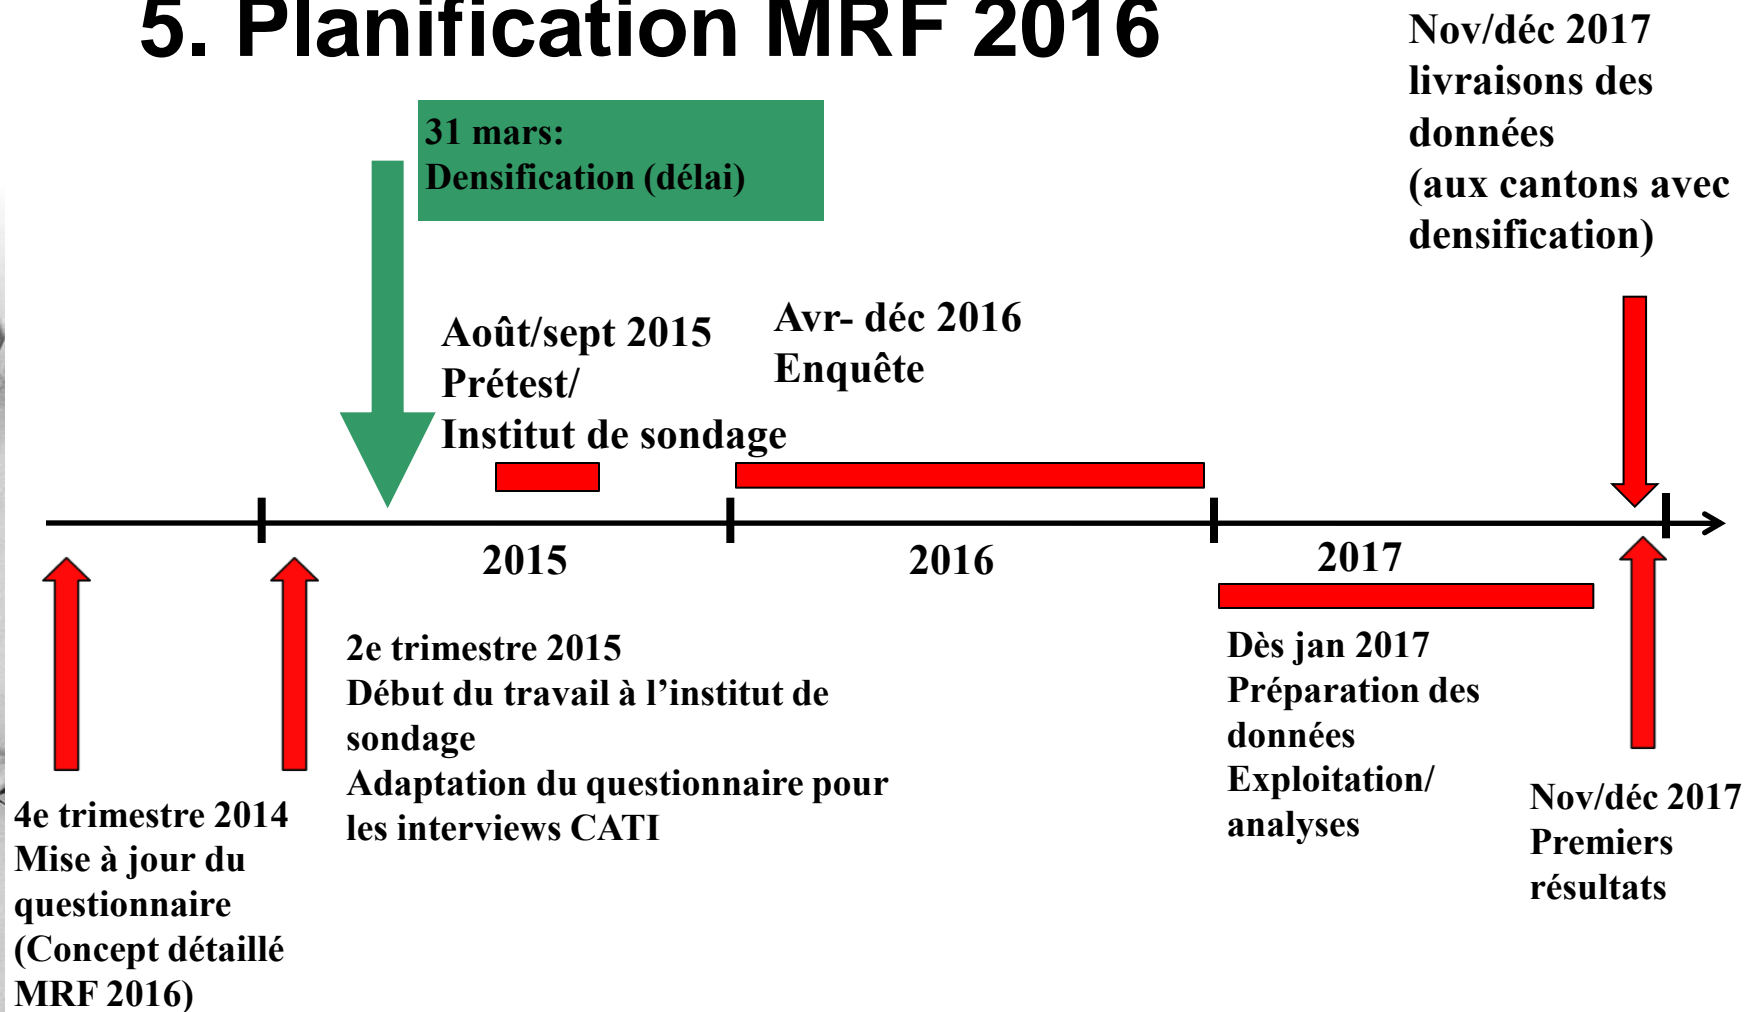 5. Planification MRF 2016
Nov/déc 2017
livraisons des
données
(aux cantons avec
densification)
31 mars:
Densification (délai)
Août/sept 2015
Prétest/
Institut de sondage
Avr- déc 2016
Enquête
2015
2016
2017
4e trimestre 2014
Mise à jour du
questionnaire
(Concept détaillé
MRF 2016)
2e trimestre 2015
Début du travail à l’institut de
sondage
Adaptation du questionnaire pour
les interviews CATI
Dès jan 2017
Préparation des
données
Exploitation/
analyses
Nov/déc 2017
Premiers
résultats